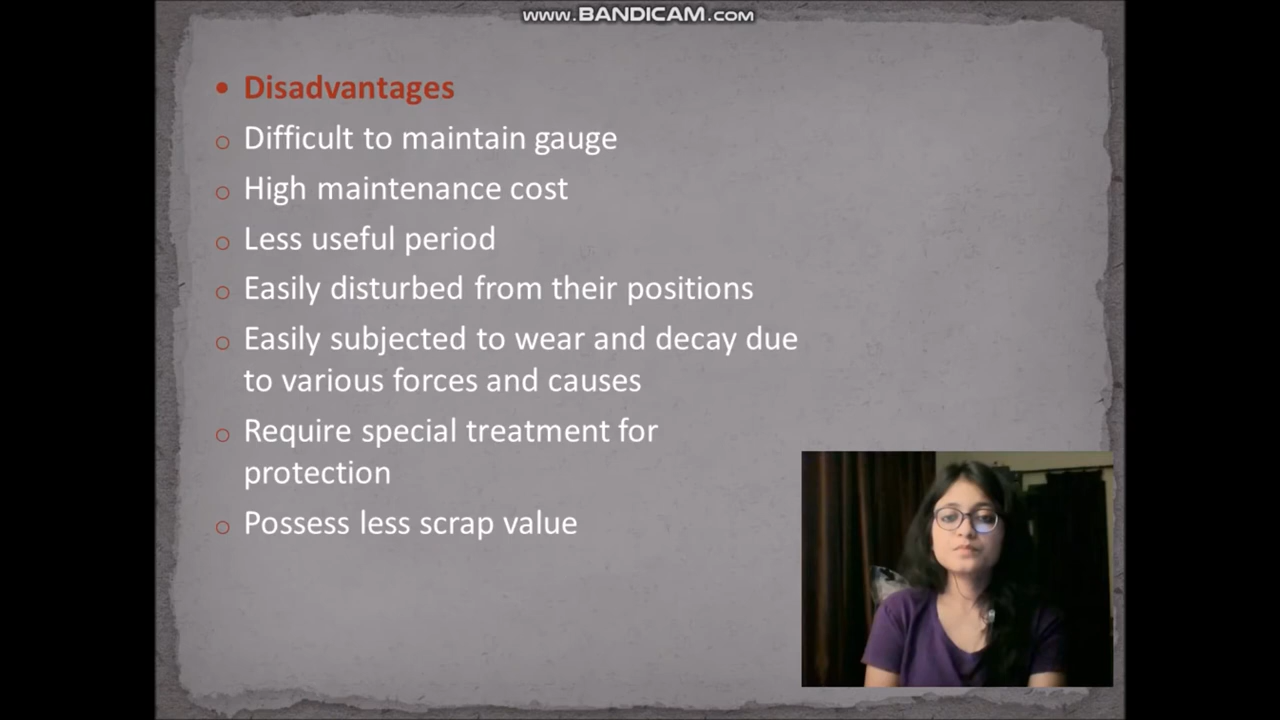 www.BANDICAM.com
• Disadvantages
o Difficult to maintain gauge
o High maintenance cost
o Less useful period
o Easily disturbed from their positions
o Easily subjected to wear and decay due
to various forces and causes
o Require special treatment for
protection
o Possess less scrap value